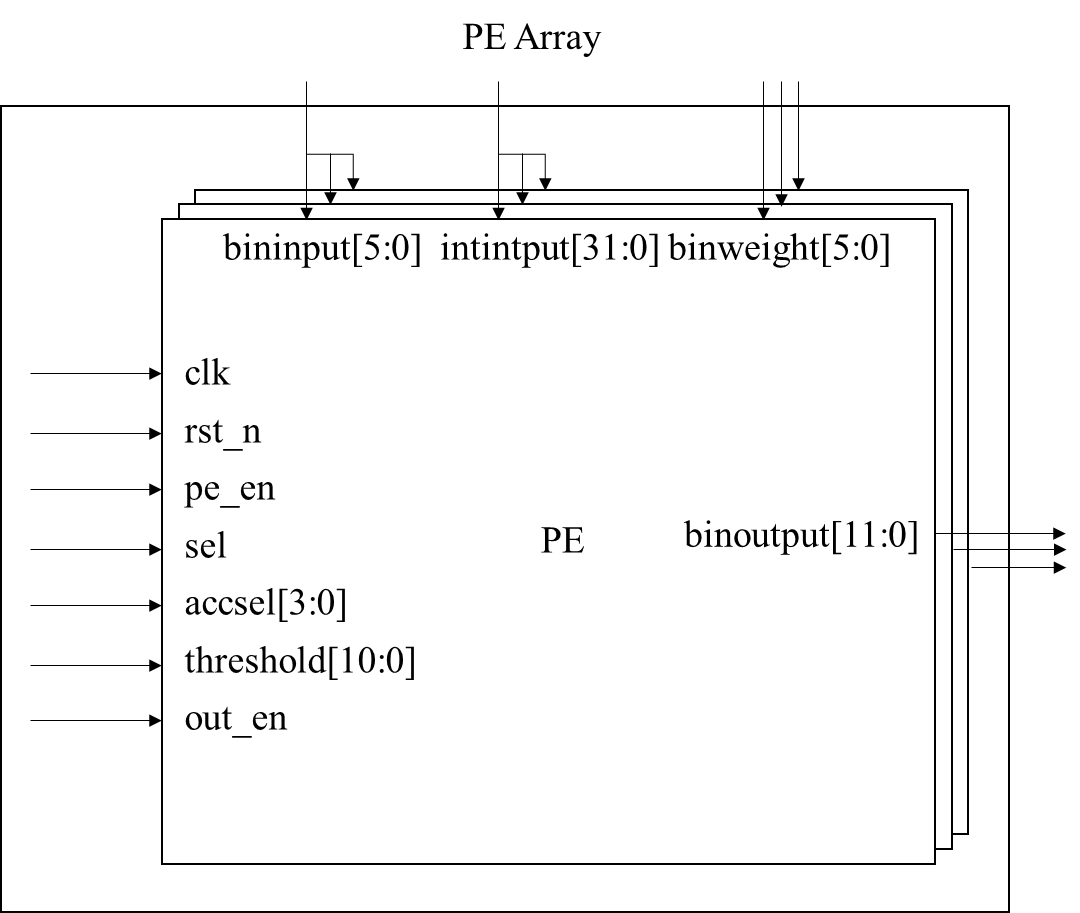 PE Array
bininput[5:0] intintput[31:0] binweight[5:0]
clk
rst_n
pe_en
sel
PE binoutput[11:0]
accsel[3:0]
threshold[10:0]
out_en